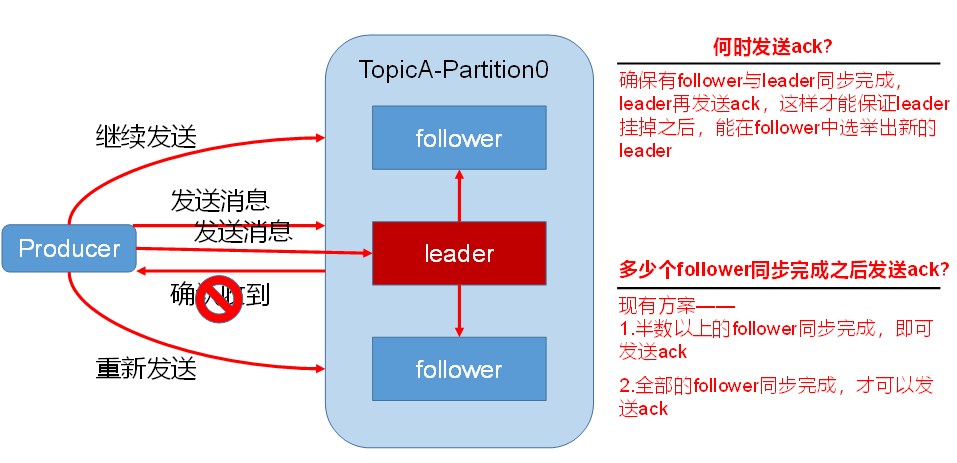 TopicA-Partition0
继续发送
follower
发送消息
发送消息
Producer
leader
确认收到
重新发送
follower
何时发送ack?
确保有follower与leader同步完成，
leader再发送ack，这样才能保证leader
挂掉之后，能在follower中选举出新的
leader
多少个follower同步完成之后发送ack?
现有方案——
1.半数以上的follower同步完成，即可
发送ack
2.全部的follower同步完成，才可以发
送ack